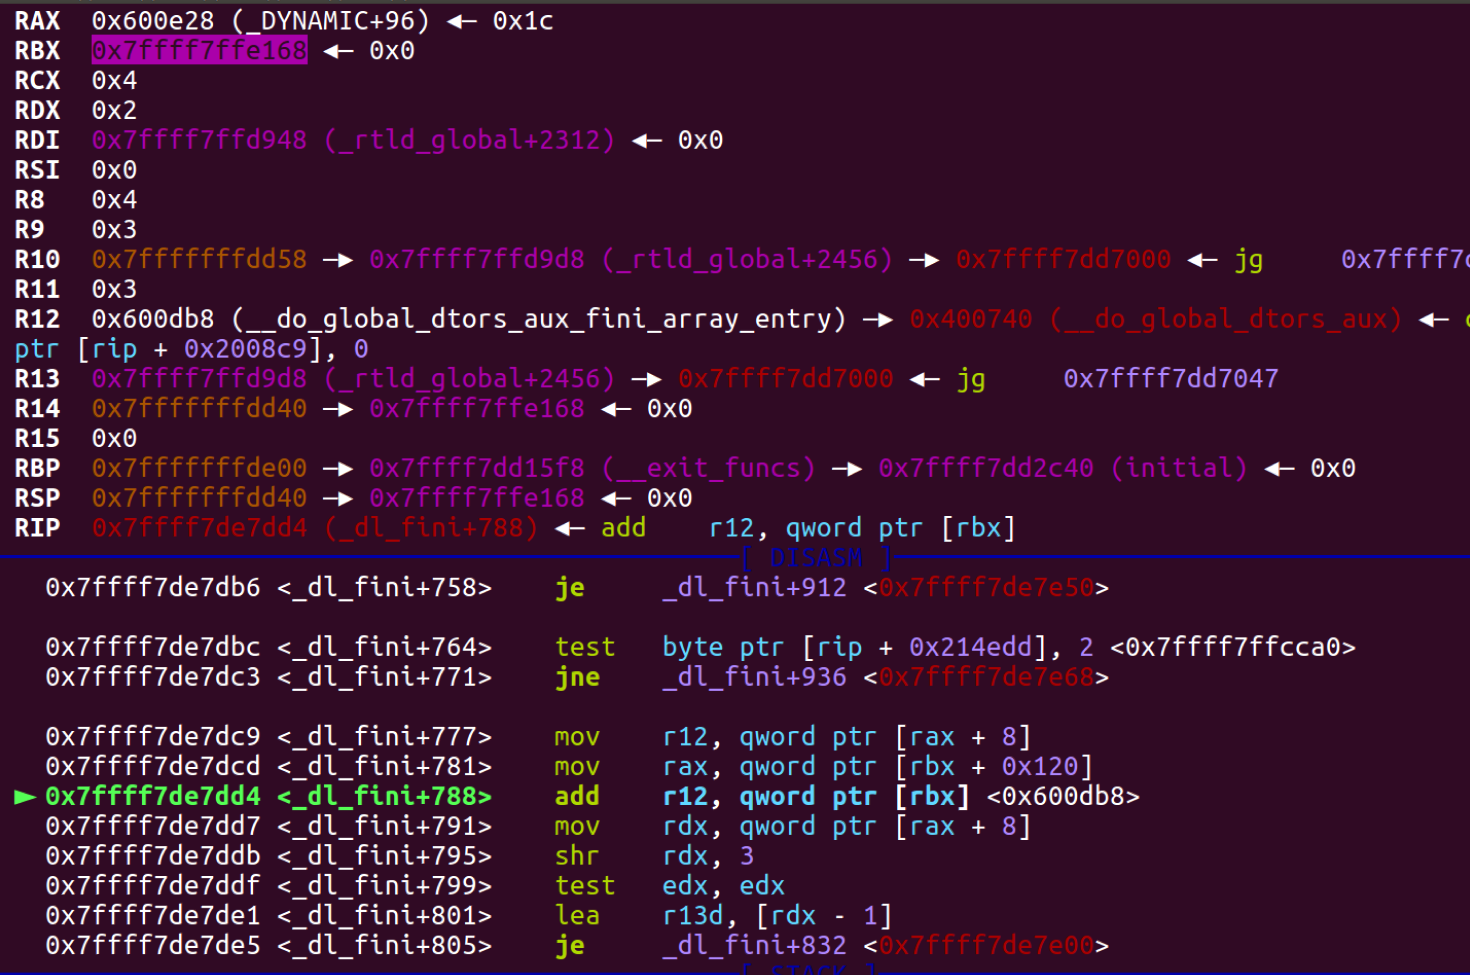 RAX 0x600e28 (_DYNAMIC+96) ◂— 0x1c
RBX 0x7ffff7ffe168 ◂— 0x0
RCX 0x4
RDX 0x2
RDI 0x7ffff7ffd948 (_rtld_global+2312) ◂— 0x0
RSI 0x0
R8 0x4
R9 0x3
R10 0x7fffffffdd58 —▸ 0x7ffff7ffd9d8 (_rtld_global+2456) —▸ 0x7ffff7dd7000 ◂— jg
R11 0x3
R12 0x600db8 (__do_global_dtors_aux_fini_array_entry) —▸ 0x400740 (__do_global_dtors_aux) ◂—
ptr [rip + 0x2008c9], 0
R13 0x7ffff7ffd9d8 (_rtld_global+2456) —▸ 0x7ffff7dd7000 ◂— jg 0x7ffff7dd7047
R14 0x7fffffffdd40 —▸ 0x7ffff7ffe168 ◂— 0x0
R15 0x0
RBP 0x7fffffffde00 —▸ 0x7ffff7dd15f8 (__exit_funcs) —▸ 0x7ffff7dd2c40 (initial) ◂— 0x0
RSP 0x7fffffffdd40 —▸ 0x7ffff7ffe168 ◂— 0x0
RIP 0x7ffff7de7dd4 (_dl_fini+788) ◂— add r12, qword ptr [rbx]
[ DISASM ]
0x7ffff7de7db6 <_dl_fini+758> je _dl_fini+912 <0x7ffff7de7e50>
0x7ffff7de7dbc <_dl_fini+764> test byte ptr [rip + 0x214edd], 2 <0x7ffff7ffcca0>
0x7ffff7de7dc3 <_dl_fini+771> jne _dl_fini+936 <0x7ffff7de7e68>
0x7ffff7de7dc9 <_dl_fini+777> mov r12, qword ptr [rax + 8]
0x7ffff7de7dcd <_dl_fini+781> mov rax, qword ptr [rbx + 0x120]
► 0x7ffff7de7dd4 <_dl_fini+788> add r12, qword ptr [rbx] <0x600db8>
0x7ffff7de7dd7 <_dl_fini+791> mov rdx, qword ptr [rax + 8]
0x7ffff7de7ddb <_dl_fini+795> shr rdx, 3
0x7ffff7de7ddf <_dl_fini+799> test edx, edx
0x7ffff7de7de1 <_dl_fini+801> lea r13d, [rdx - 1]
0x7ffff7de7de5 <_dl_fini+805> je _dl_fini+832 <0x7ffff7de7e00>
[ STACK ]